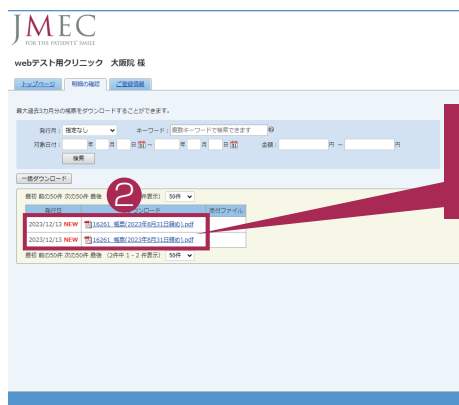 JMEC
FOR THE PATIENTS' SMILE
webテスト用クリニック 大阪院 様
トップページ 明細の確認 ご登録情報
最大過去3カ月分の帳票をダウンロードすることができます。
発行月: 指定なし キーワード: 複数キーワードで検索できます
対象日付: 年 月 日 ~ 年 月 日 金額: 円 ~ 円
検索
一括ダウンロード
最初 前の50件 次の50件 最後 件表示) 50件
発行日 ウンロード 添付ファイル
2023/12/13 NEW 16261_帳票(2023年8月31日締め).pdf
2023/12/13 NEW 16261_帳票(2023年6月31日締め).pdf
最初 前の50件 次の50件 最後 (2件中 1 - 2 件表示) 50件
2